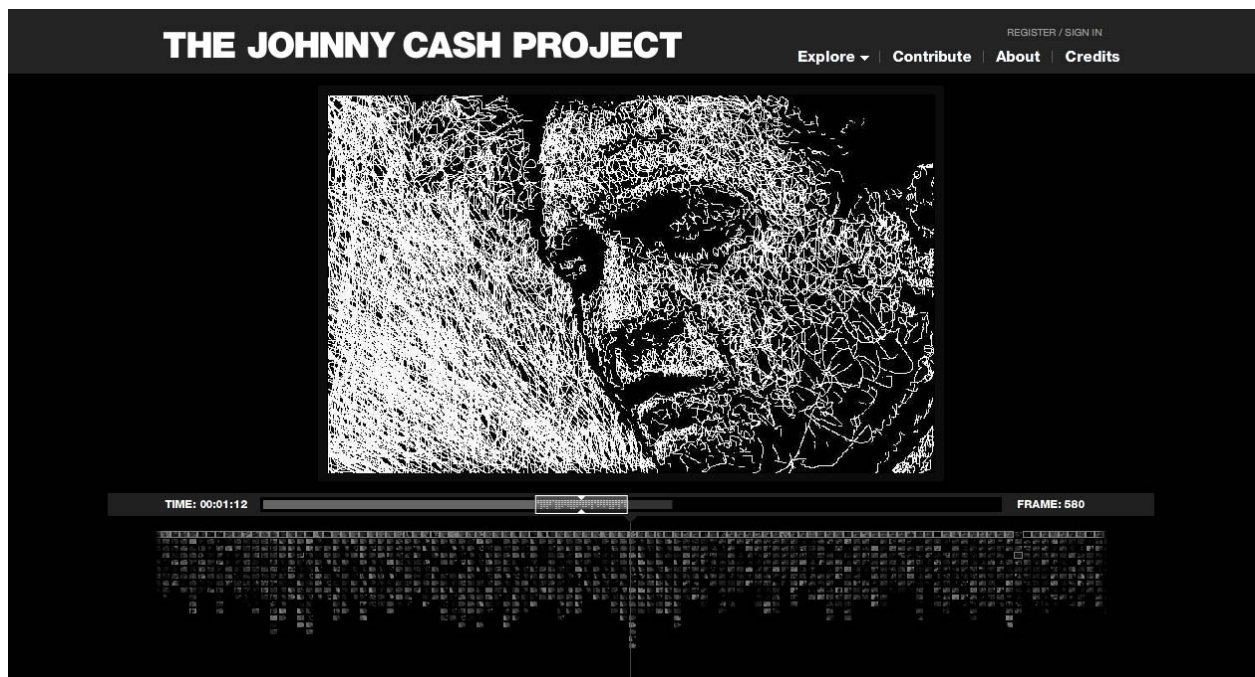 THE JOHNNY CASH PROJECT
REGISTER / SIGN IN
Explore
Contribute
About
Credits
TIME: 00:01:12
FRAME: 580